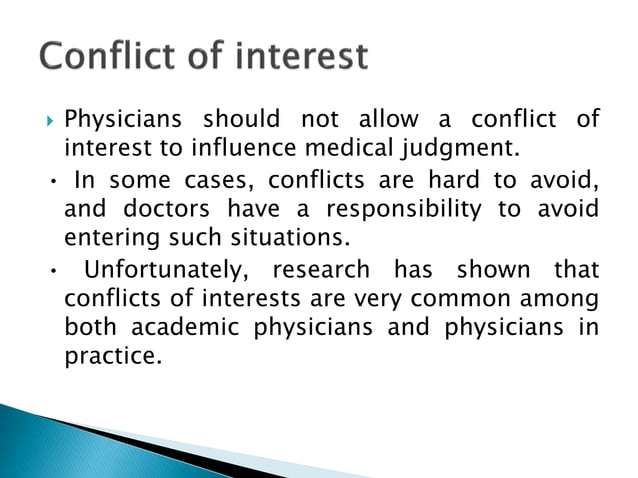 Conflict of interest
Physicians should not allow a conflict of
interest to influence medical judgment.
• In some cases, conflicts are hard to avoid,
and doctors have a responsibility to avoid
entering such situations.
• Unfortunately, research has shown that
conflicts of interests are very common among
both academic physicians and physicians in
practice.